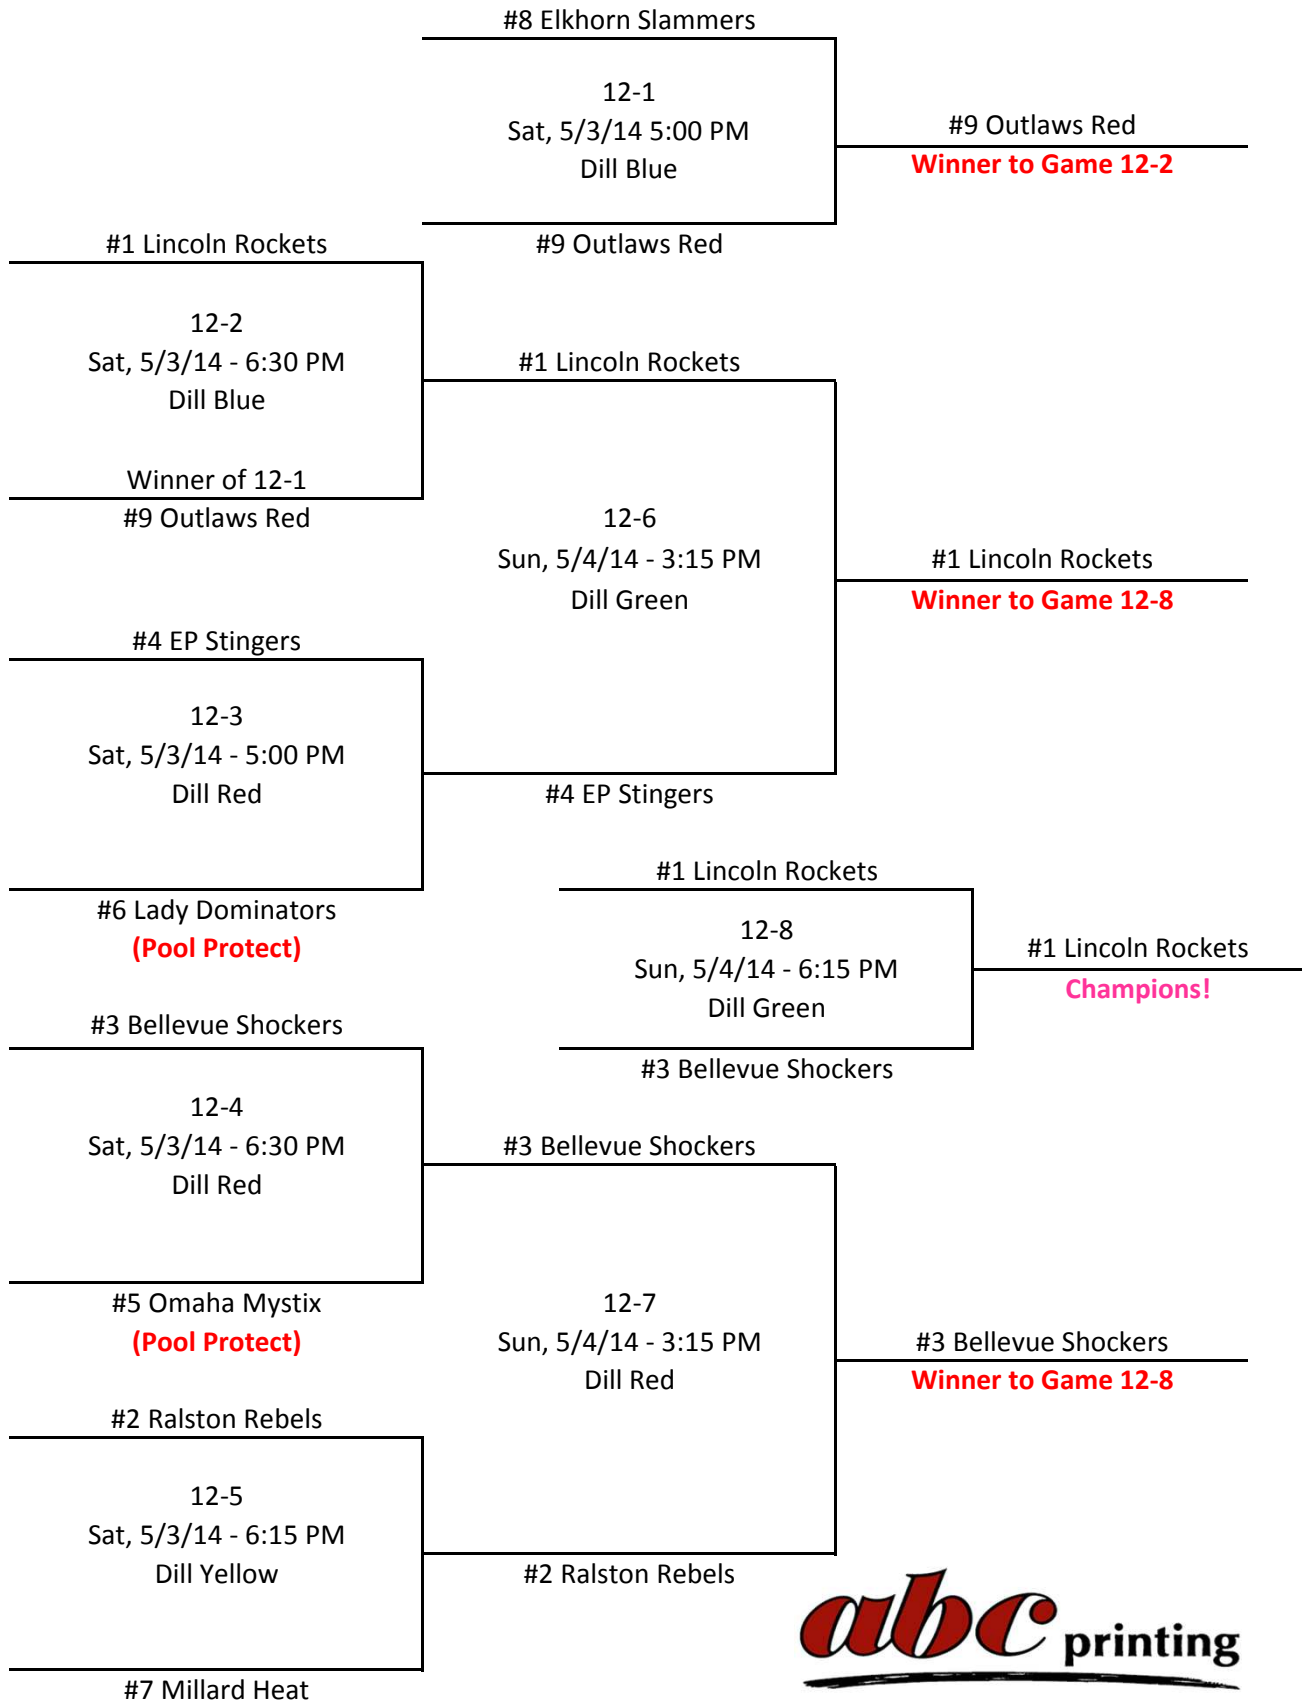 #8 Elkhorn Slammers
12-1
Sat, 5/3/14 5:00 PM
Dill Blue
#9 Outlaws Red
Winner to Game 12-2
#9 Outlaws Red
#1 Lincoln Rockets
12-2
Sat, 5/3/14 - 6:30 PM
Dill Blue
Winner of 12-1
#9 Outlaws Red
#1 Lincoln Rockets
12-6
Sun, 5/4/14 - 3:15 PM
Dill Green
#1 Lincoln Rockets
Winner to Game 12-8
#4 EP Stingers
12-3
Sat, 5/3/14 - 5:00 PM
Dill Red
#4 EP Stingers
#6 Lady Dominators
(Pool Protect)
#1 Lincoln Rockets
12-8
Sun, 5/4/14 - 6:15 PM
Dill Green
#1 Lincoln Rockets
Champions!
#3 Bellevue Shockers
#3 Bellevue Shockers
12-4
Sat, 5/3/14 - 6:30 PM
Dill Red
#3 Bellevue Shockers
#5 Omaha Mystix
(Pool Protect)
12-7
Sun, 5/4/14 - 3:15 PM
Dill Red
#3 Bellevue Shockers
Winner to Game 12-8
#2 Ralston Rebels
12-5
Sat, 5/3/14 - 6:15 PM
Dill Yellow
#2 Ralston Rebels
#7 Millard Heat
abc printing